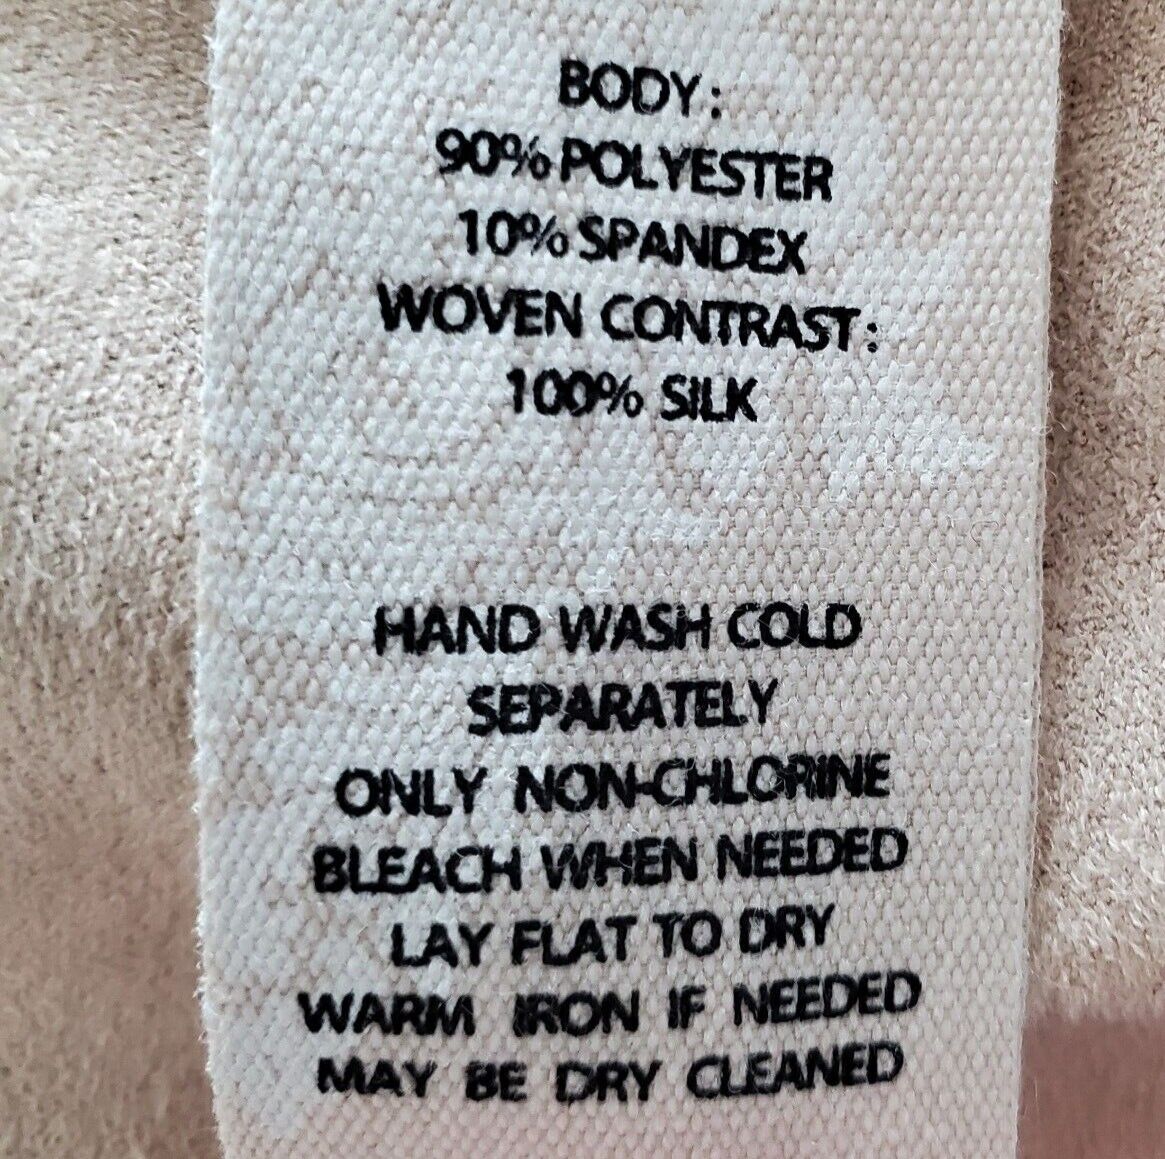 BODY:
90% POLYESTER
10% SPANDEX
WOVEN CONTRAST:
100% SILK
HAND WASH COLD
SEPARATELY
ONLY NON-CHLORINE
BLEACH WHEN NEEDED
LAY FLAT TO DRY
WARM IRON IF NEEDED
MAY BE DRY CLEANED